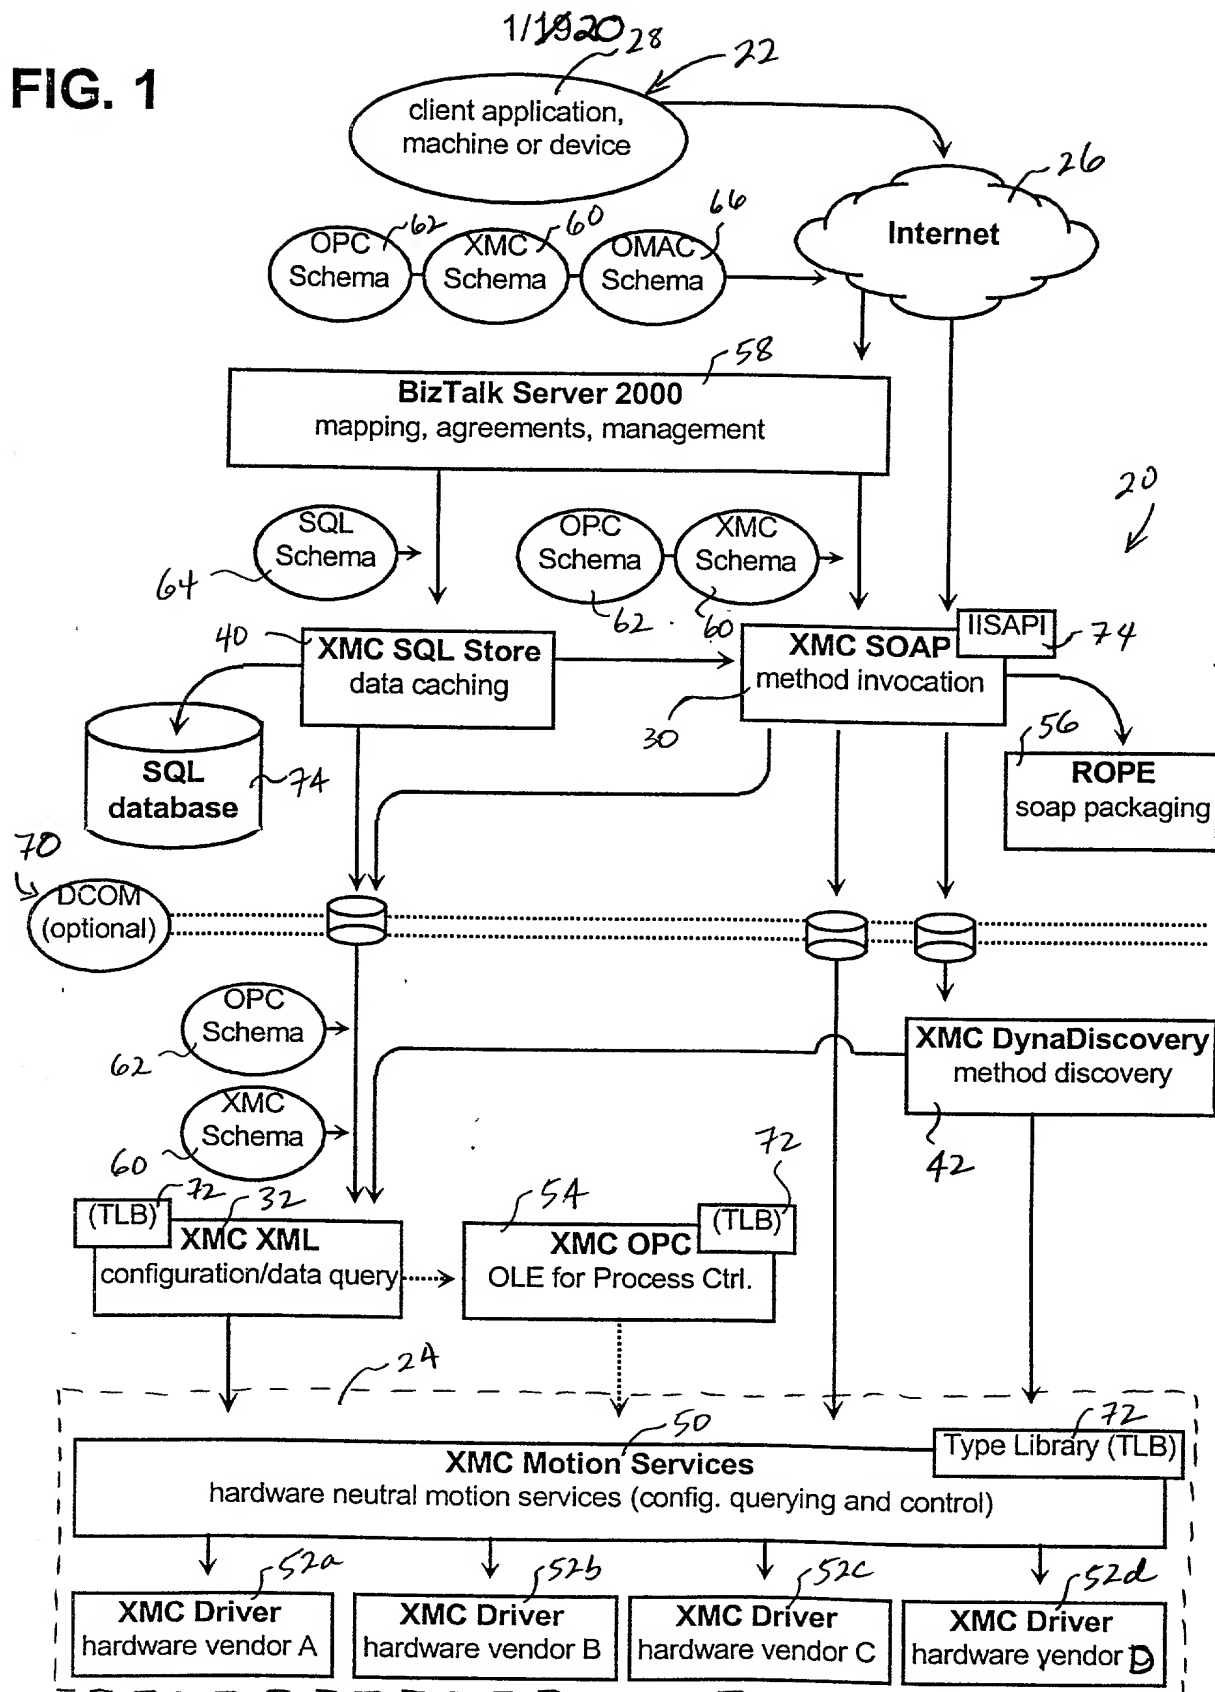 1/1920
FIG. 1
28
22
client application,
machine or device
26
Internet
62
60
66
OPC
Schema
XMC
Schema
OMAC
Schema
58
BizTalk Server 2000
mapping, agreements, management
20
SQL
Schema
64
OPC
Schema
62
XMC
Schema
60
40
XMC SQL Store
data caching
IISAPI
74
XMC SOAP
method invocation
30
SQL
database
74
56
ROPE
soap packaging
70
DCOM
(optional)
OPC
Schema
62
XMC
Schema
60
XMC DynaDiscovery
method discovery
42
72
(TLB)
32
XMC XML
configuration/data query
54
72
(TLB)
XMC OPC
OLE for Process Ctrl.
24
50
72
Type Library (TLB)
XMC Motion Services
hardware neutral motion services (config. querying and control)
52a
XMC Driver
hardware vendor A
52b
XMC Driver
hardware vendor B
52c
XMC Driver
hardware vendor C
52d
XMC Driver
hardware vendor D